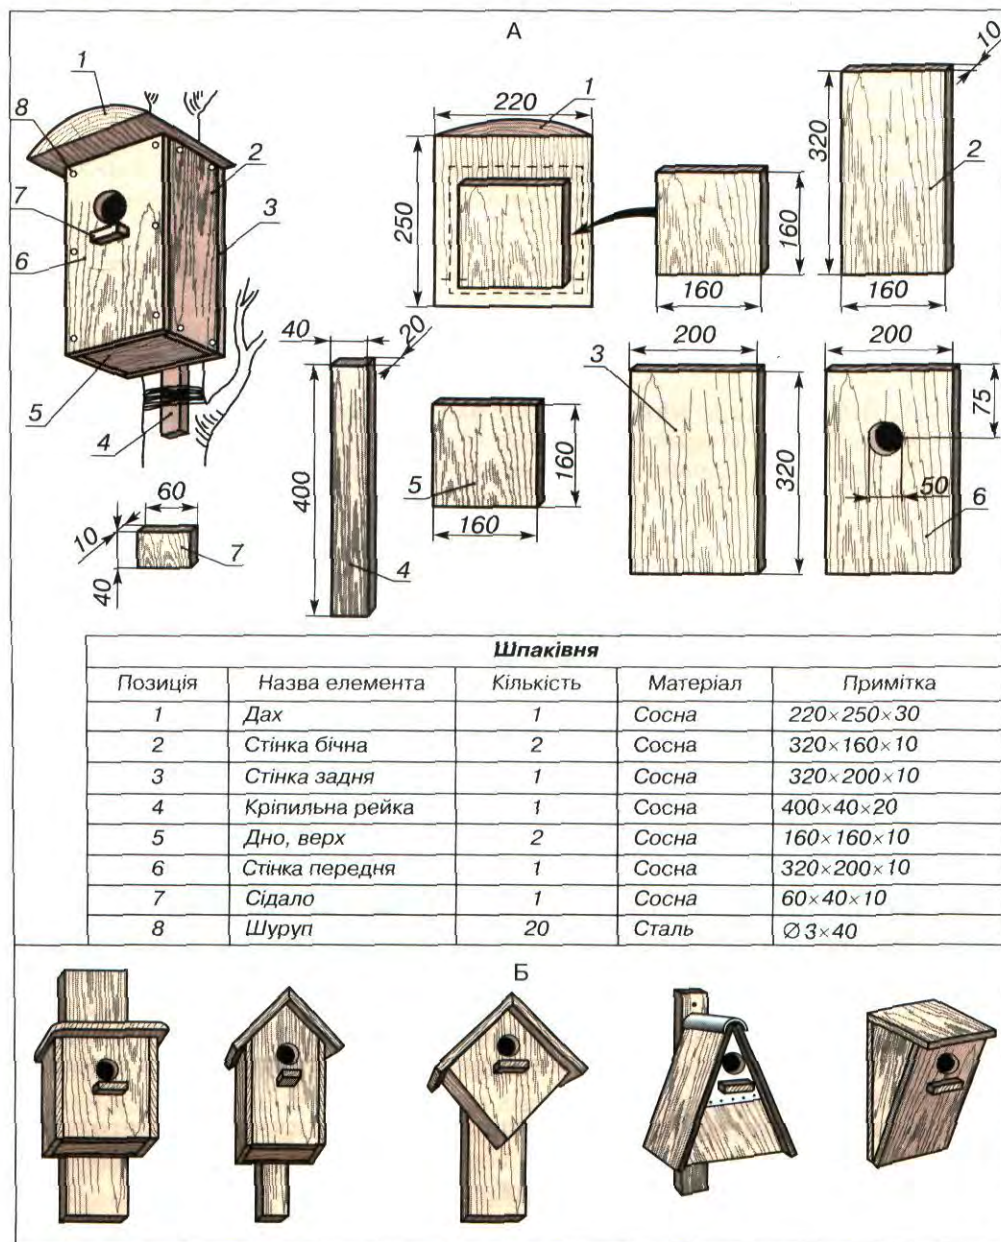 А
1
8
2
7
3
6
5
4
220
1
250
160
160
10
320
2
160
40
20
400
4
160
5
160
200
3
320
200
75
50
6
60
10
40
7
Шпаківня
Позиція Назва елемента Кількість Матеріал Примітка
1 Дах 1 Сосна 220×250×30
2 Стінка бічна 2 Сосна 320×160×10
3 Стінка задня 1 Сосна 320×200×10
4 Кріпильна рейка 1 Сосна 400×40×20
5 Дно, верх 2 Сосна 160×160×10
6 Стінка передня 1 Сосна 320×200×10
7 Сідало 1 Сосна 60×40×10
8 Шуруп 20 Сталь ∅3×40
Б